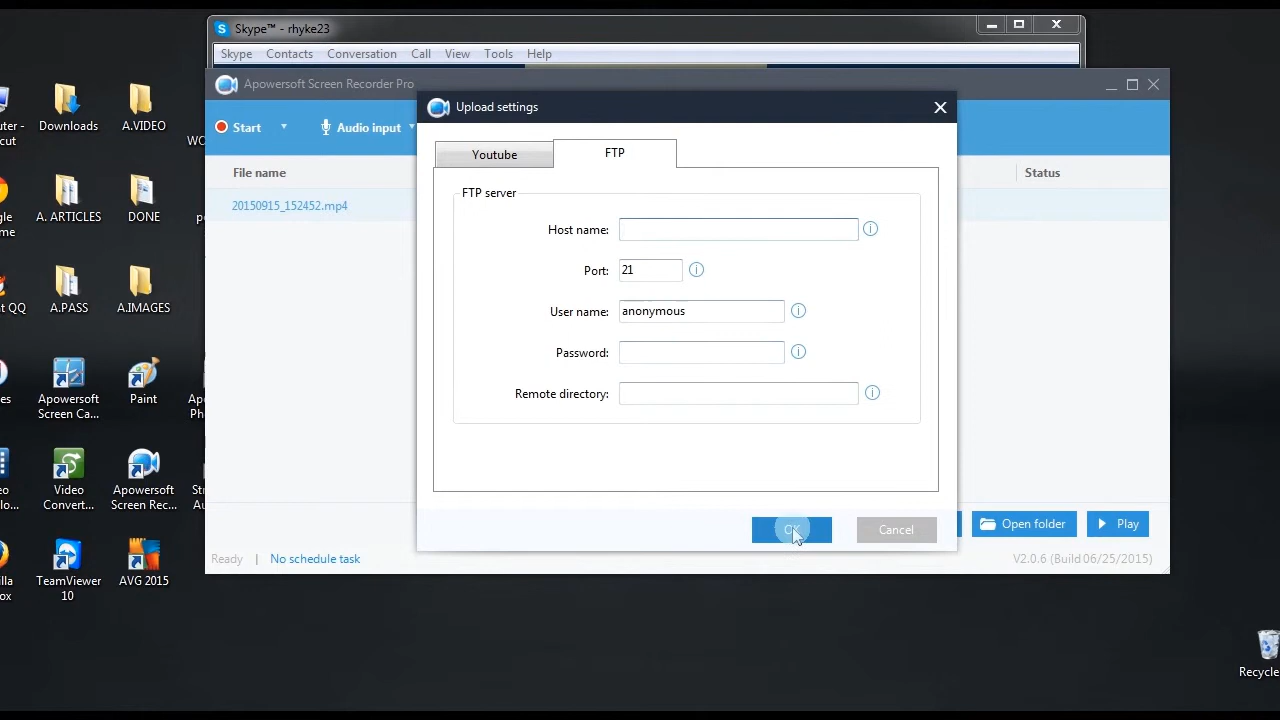 Skype™ - rhyke23
Skype Contacts Conversation Call View Tools Help
Apowersoft Screen Recorder Pro
Upload settings
Start
Audio input
Youtube
FTP
File name
Status
20150915_152452.mp4
FTP server
Host name:
Port: 21
User name: anonymous
Password:
Remote directory:
OK
Cancel
Open folder
Play
Ready
No schedule task
V2.0.6 (Build 06/25/2015)
Downloads
A.VIDEO
A. ARTICLES
DONE
A.PASS
A.IMAGES
Apowersoft
Screen Ca...
Paint
Video
Convert...
Apowersoft
Screen Rec...
TeamViewer
10
AVG 2015
Recycle